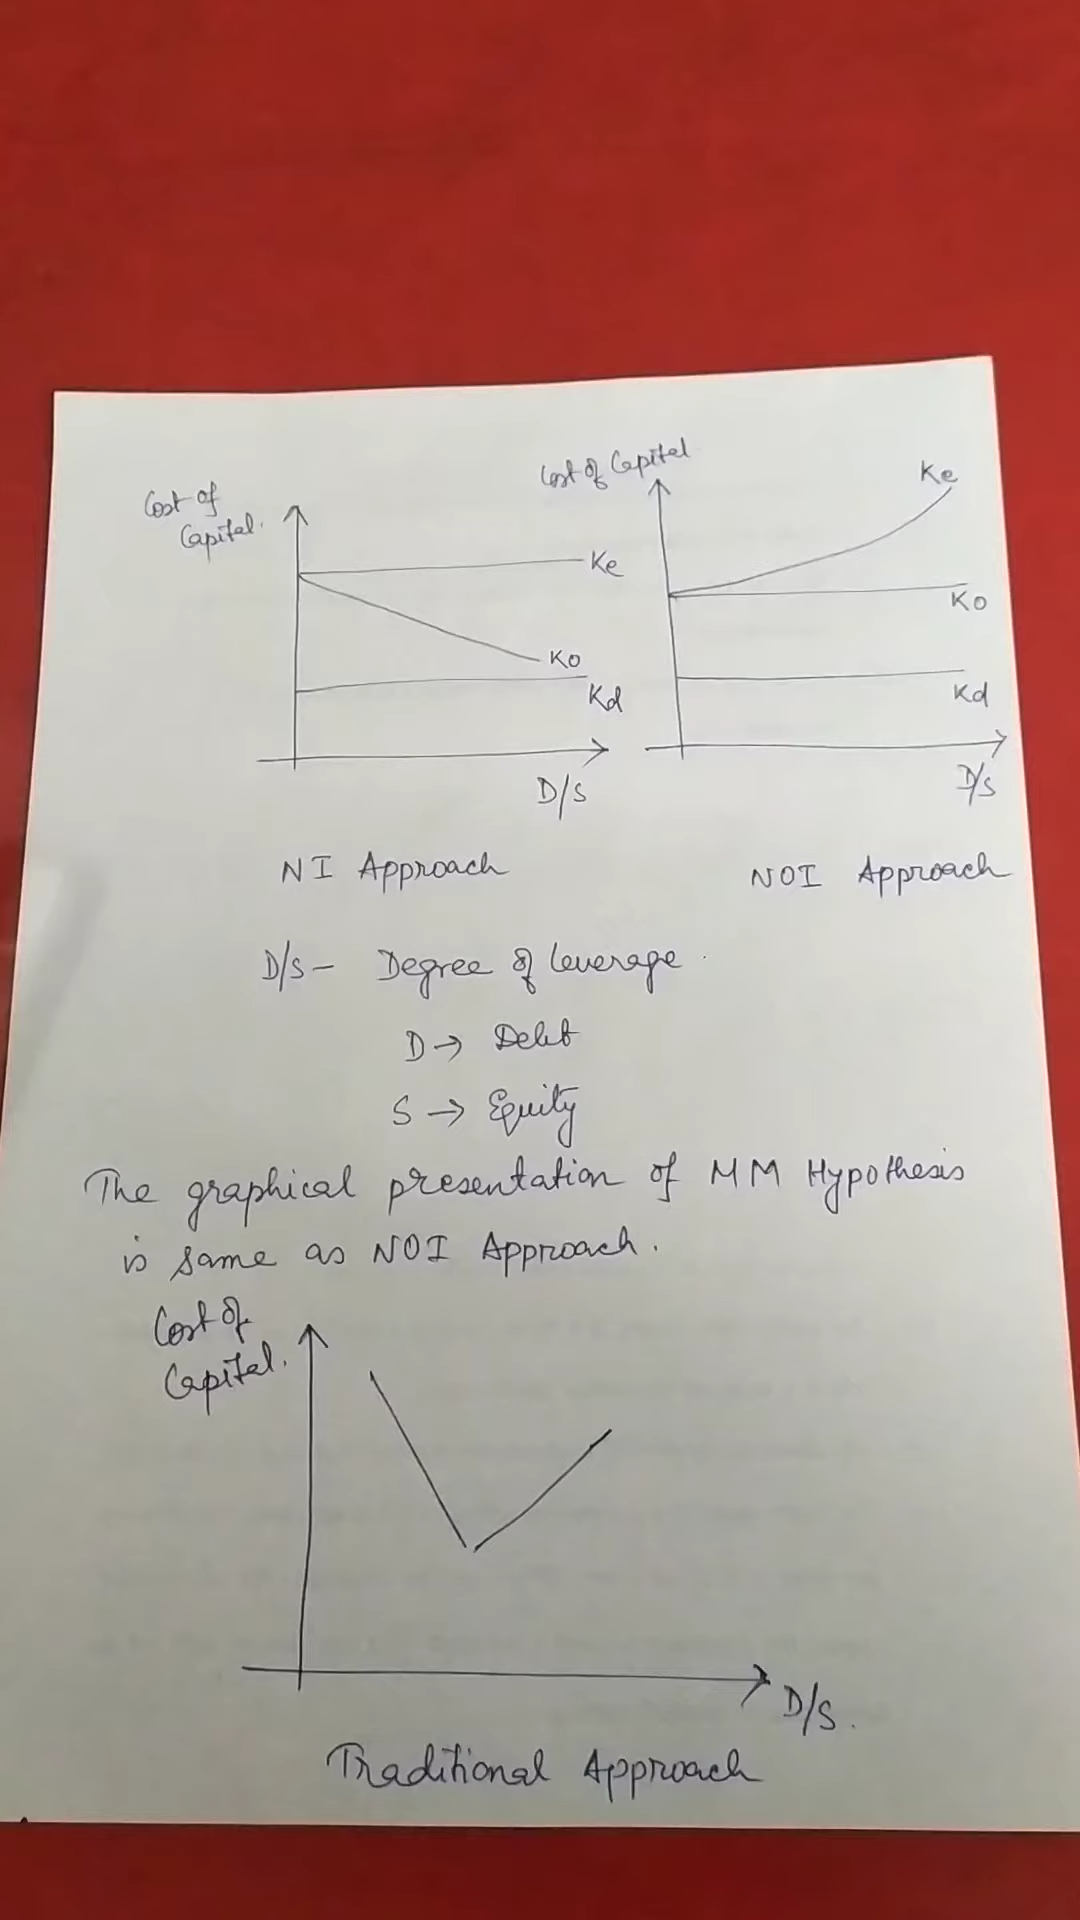 Cost of
Capital.
Ke
Ko
Kd
D/S
NI Approach
Cost of Capital
Ke
Ko
Kd
D/S
NOI Approach
D/S - Degree of leverage.
D → Debt
S → Equity
The graphical presentation of MM Hypothesis
is same as NOI Approach.
Cost of
Capital.
D/S.
Traditional Approach